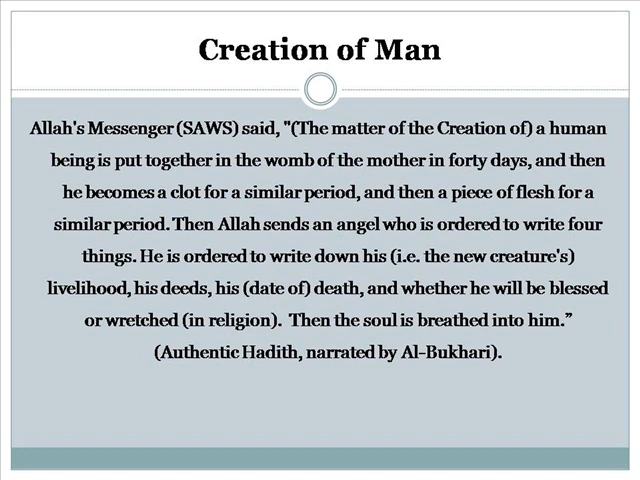 Creation of Man
Allah's Messenger (SAWS) said, "(The matter of the Creation of) a human
being is put together in the womb of the mother in forty days, and then
he becomes a clot for a similar period, and then a piece of flesh for a
similar period. Then Allah sends an angel who is ordered to write four
things. He is ordered to write down his (i.e. the new creature's)
livelihood, his deeds, his (date of) death, and whether he will be blessed
or wretched (in religion).  Then the soul is breathed into him.”
(Authentic Hadith, narrated by Al-Bukhari).